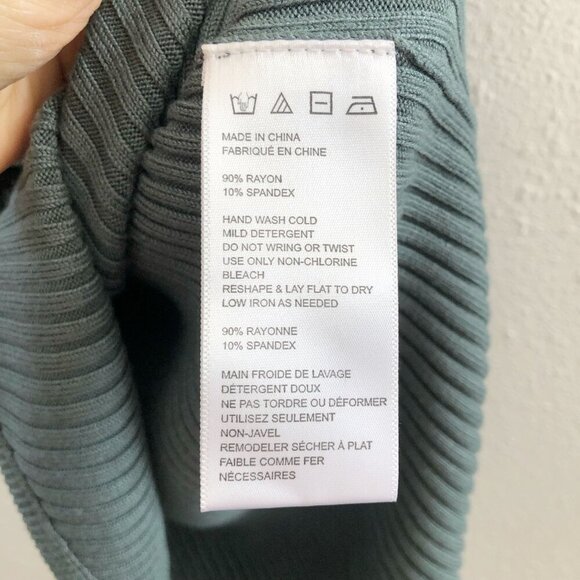 MADE IN CHINA
FABRIQUÉ EN CHINE
90% RAYON
10% SPANDEX
HAND WASH COLD
MILD DETERGENT
DO NOT WRING OR TWIST
USE ONLY NON-CHLORINE
BLEACH
RESHAPE & LAY FLAT TO DRY
LOW IRON AS NEEDED
90% RAYONNE
10% SPANDEX
MAIN FROIDE DE LAVAGE
DÉTERGENT DOUX
NE PAS TORDRE OU DÉFORMER
UTILISEZ SEULEMENT
NON-JAVEL
REMODELER SÉCHER À PLAT
FAIBLE COMME FER
NÉCESSAIRES